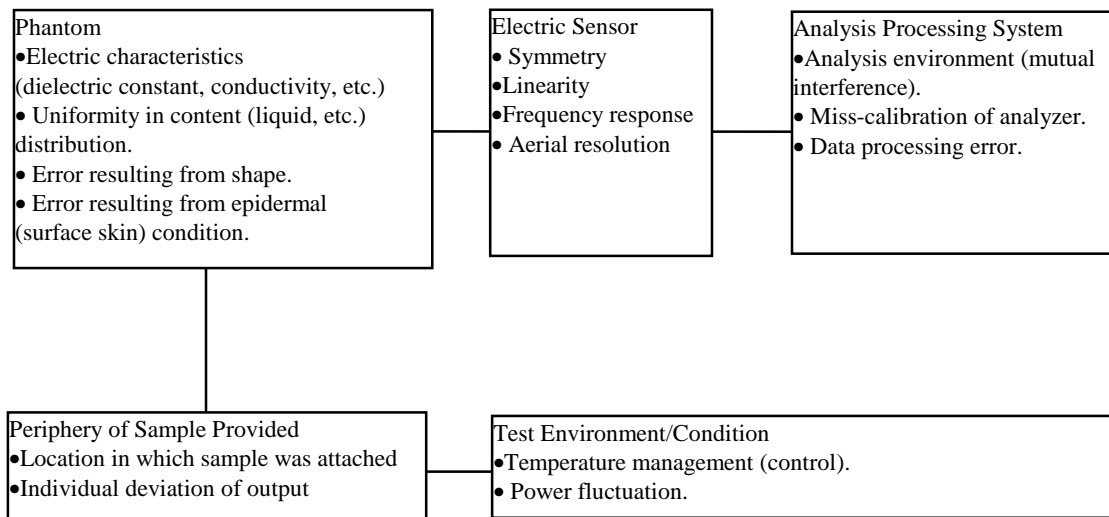 Phantom
●Electric characteristics
(dielectric constant, conductivity, etc.)
● Uniformity in content (liquid, etc.)
distribution.
● Error resulting from shape.
● Error resulting from epidermal
(surface skin) condition.
Electric Sensor
● Symmetry
●Linearity
●Frequency response
● Aerial resolution
Analysis Processing System
●Analysis environment (mutual
interference).
● Miss-calibration of analyzer.
● Data processing error.
Periphery of Sample Provided
●Location in which sample was attached
●Individual deviation of output
Test Environment/Condition
●Temperature management (control).
● Power fluctuation.